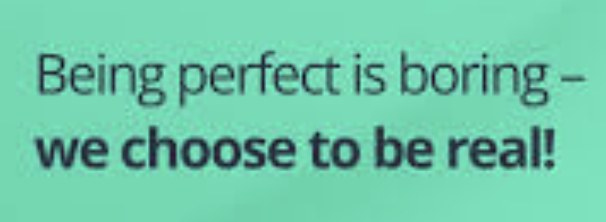 Being perfect is boring –
we choose to be real!